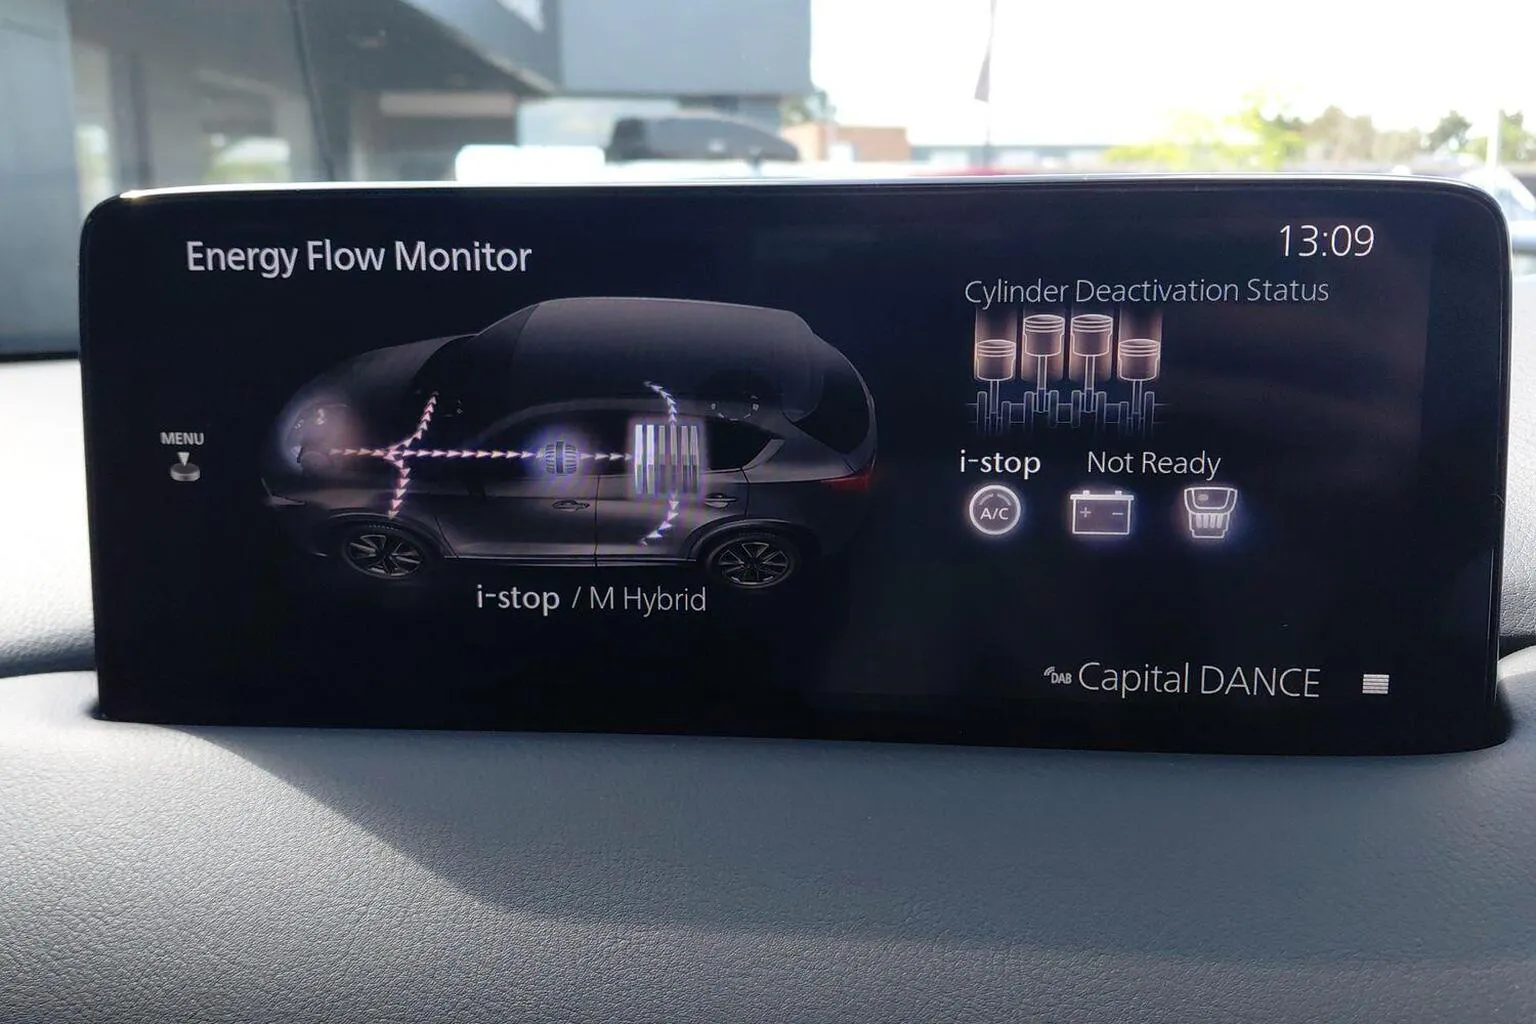 Energy Flow Monitor
13:09
Cylinder Deactivation Status
MENU
i-stop Not Ready
A/C
+ −
i-stop / M Hybrid
DAB Capital DANCE